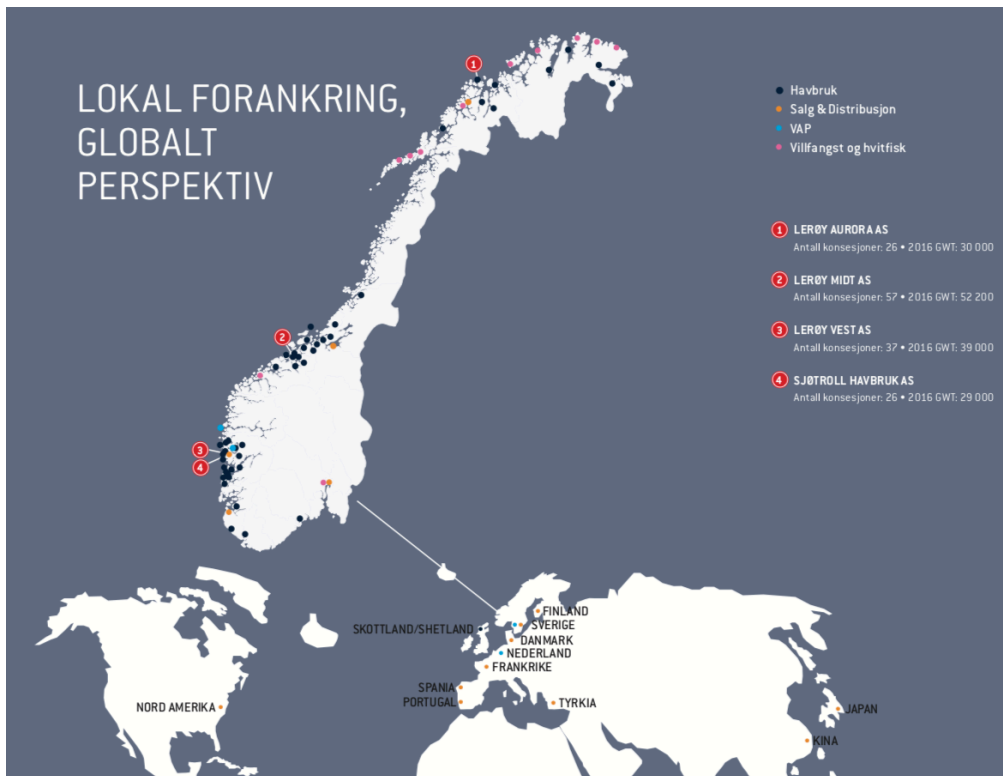 LOKAL FORANKRING,
GLOBALT
PERSPEKTIV
Havbruk
Salg & Distribusjon
VAP
Villfangst og hvitfisk
1 LERØY AURORA AS
Antall konsesjoner: 26 • 2016 GWT: 30 000
2 LERØY MIDT AS
Antall konsesjoner: 57 • 2016 GWT: 52 200
3 LERØY VEST AS
Antall konsesjoner: 37 • 2016 GWT: 39 000
4 SJØTROLL HAVBRUK AS
Antall konsesjoner: 26 • 2016 GWT: 29 000
1
2
3
4
FINLAND
SKOTTLAND/SHETLAND
SVERIGE
DANMARK
NEDERLAND
FRANKRIKE
SPANIA
PORTUGAL
TYRKIA
NORD AMERIKA
JAPAN
KINA